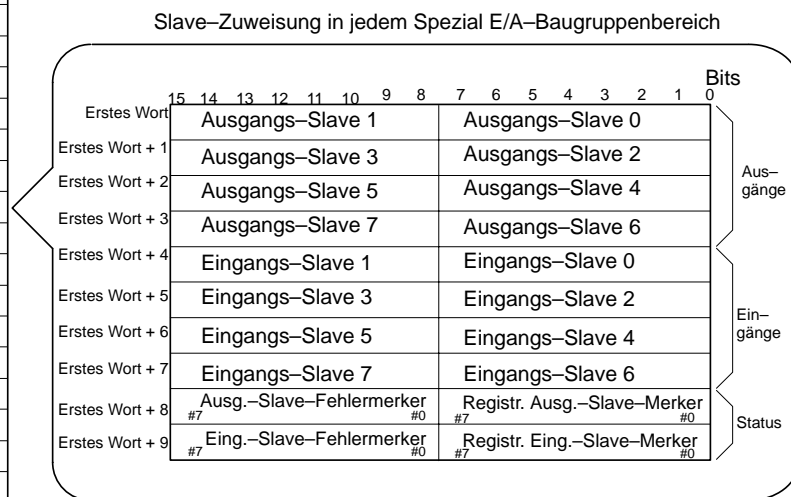 Slave–Zuweisung in jedem Spezial E/A–Baugruppenbereich
Bits
15 14 13 12 11 10 9 8 7 6 5 4 3 2 1 0
Erstes Wort Ausgangs–Slave 1 Ausgangs–Slave 0
Erstes Wort + 1 Ausgangs–Slave 3 Ausgangs–Slave 2
Erstes Wort + 2 Ausgangs–Slave 5 Ausgangs–Slave 4
Erstes Wort + 3 Ausgangs–Slave 7 Ausgangs–Slave 6
Aus–
gänge
Erstes Wort + 4 Eingangs–Slave 1 Eingangs–Slave 0
Erstes Wort + 5 Eingangs–Slave 3 Eingangs–Slave 2
Erstes Wort + 6 Eingangs–Slave 5 Eingangs–Slave 4
Erstes Wort + 7 Eingangs–Slave 7 Eingangs–Slave 6
Ein–
gänge
Erstes Wort + 8 Ausg.–Slave–Fehlermerker Registr. Ausg.–Slave–Merker
#7 #0 #7 #0
Erstes Wort + 9 Eing.–Slave–Fehlermerker Registr. Eing.–Slave–Merker
#7 #0 #7 #0
Status